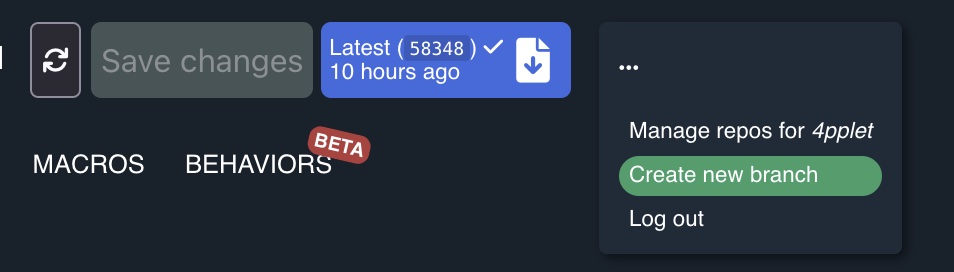 Save changes
Latest (58348)
10 hours ago
...
MACROS
BEHAVIORS
BETA
Manage repos for 4pplet
Create new branch
Log out